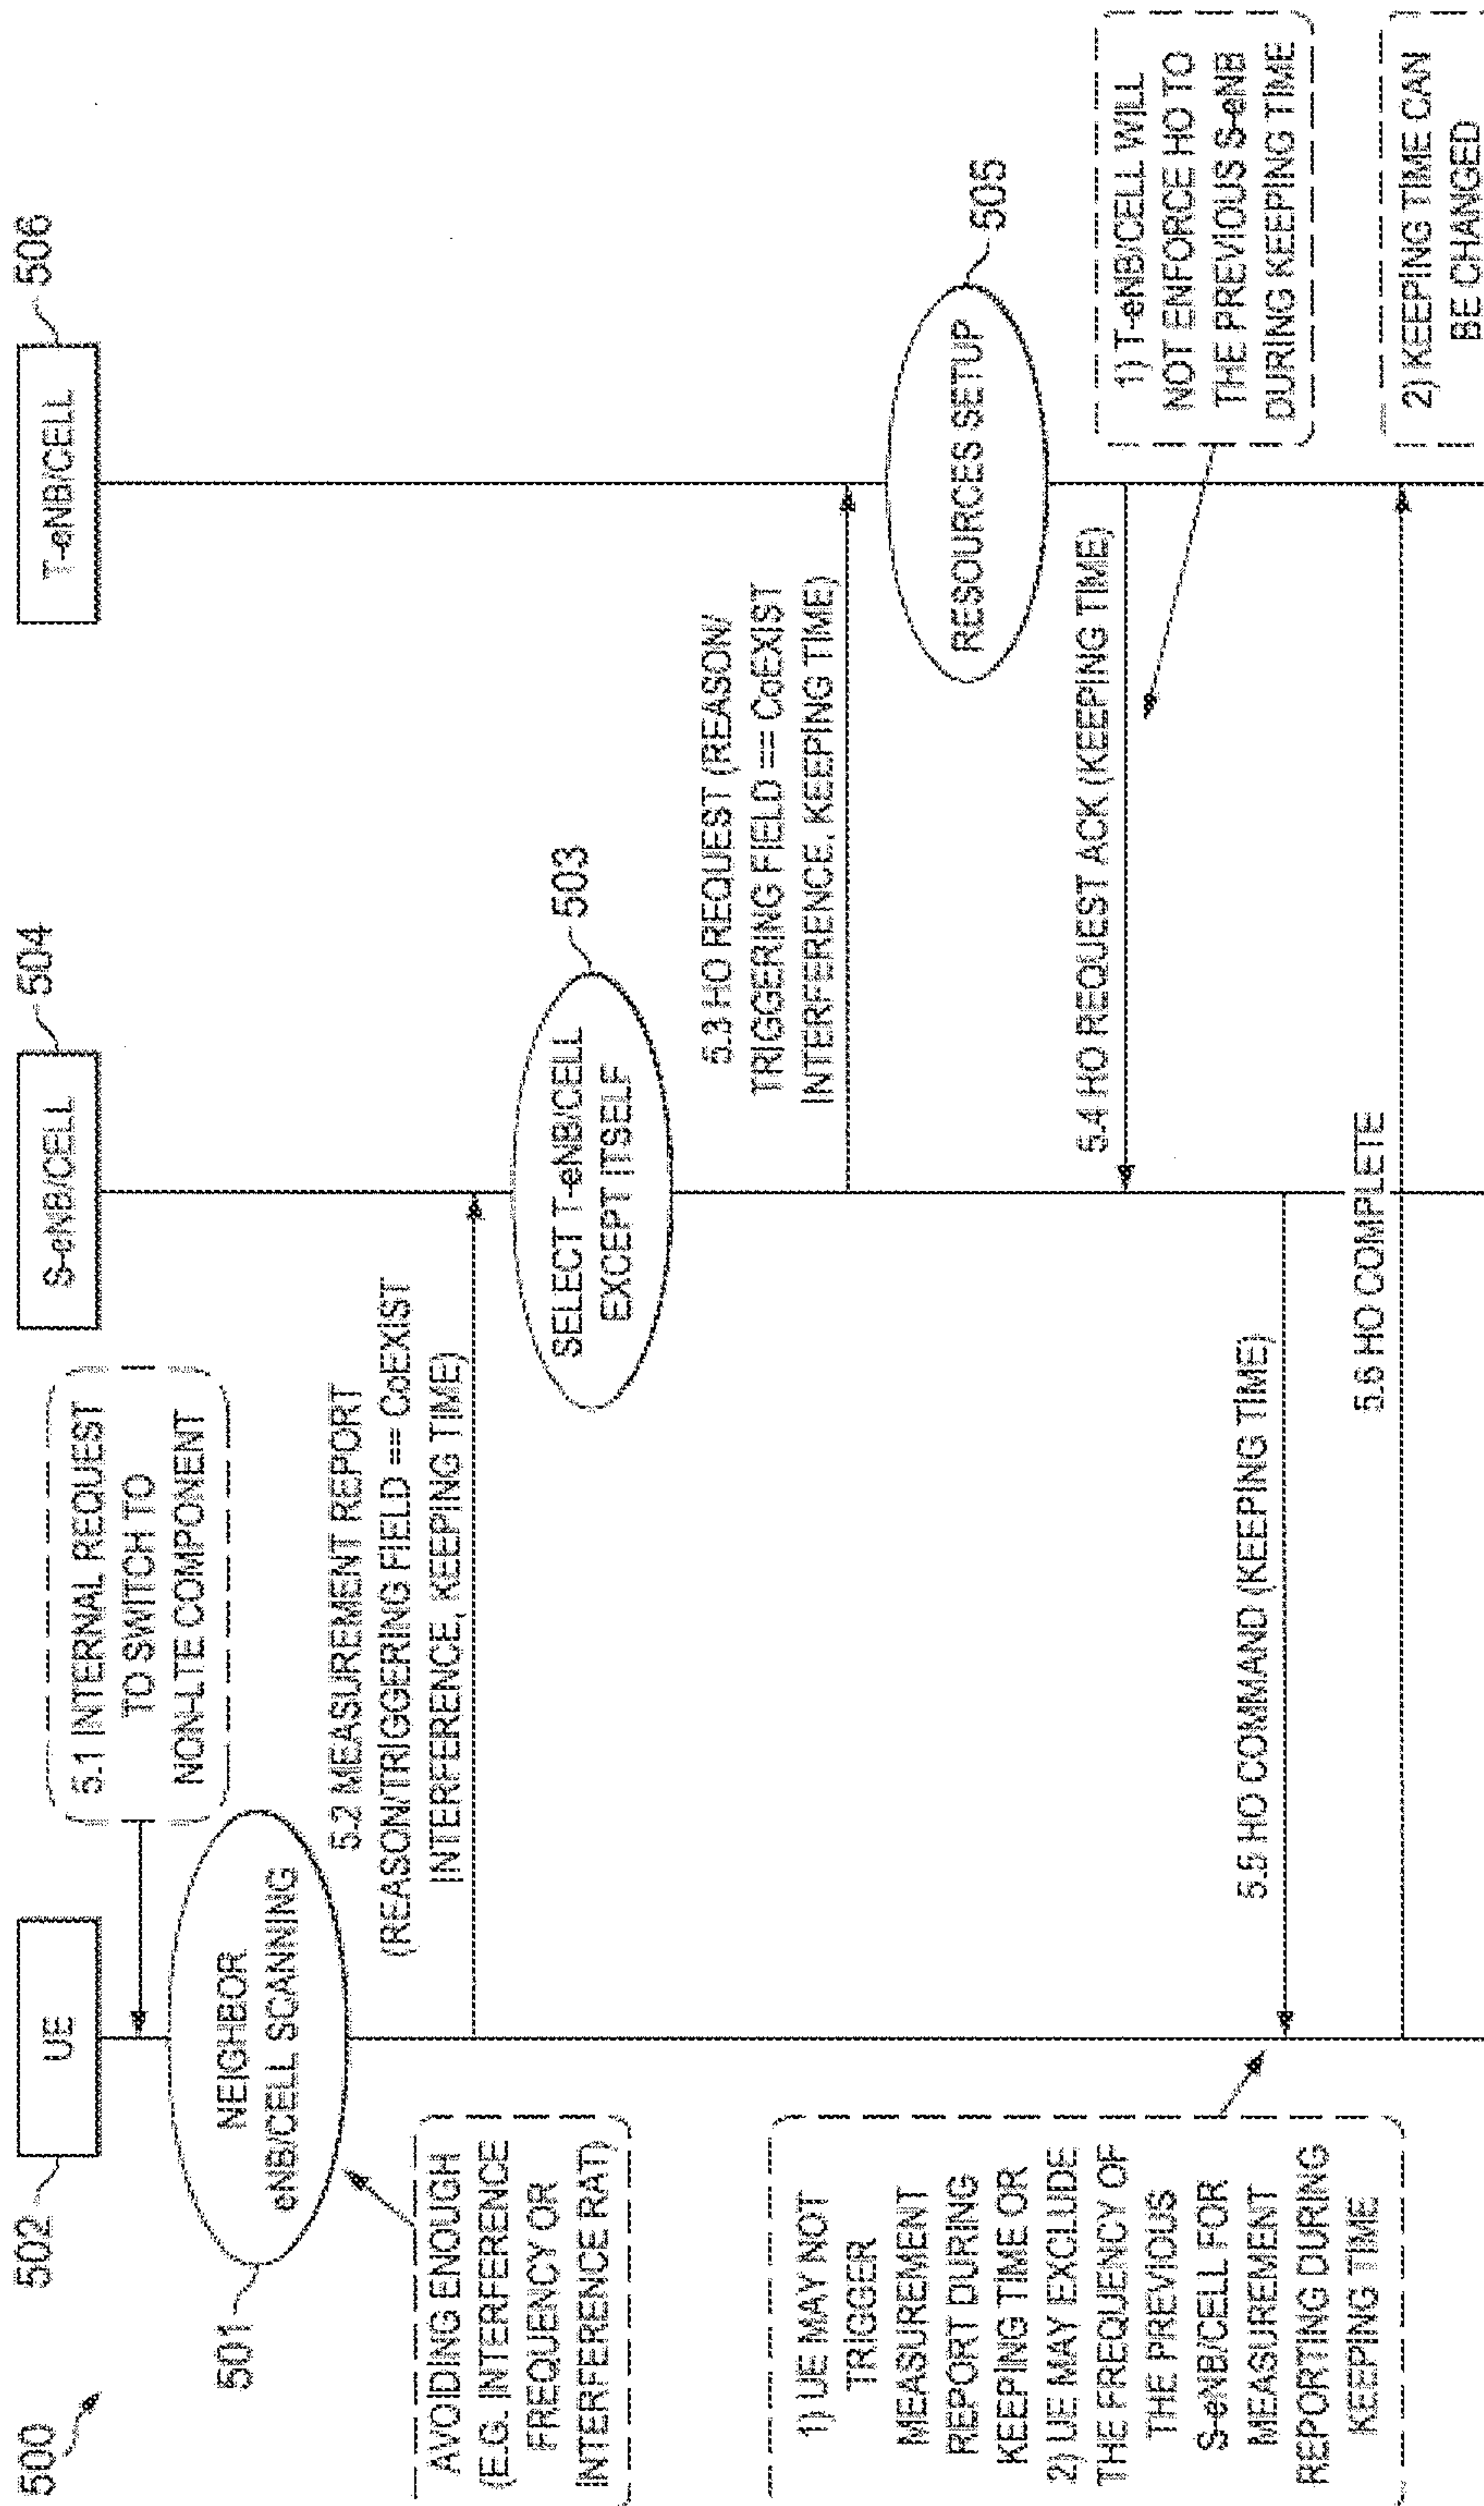 500
502
UE
S-eNB/CELL
504
T-eNB/CELL
506
5.1 INTERNAL REQUEST
TO SWITCH TO
NON-LTE COMPONENT
501
NEIGHBOR
eNB/CELL SCANNING
AVOIDING ENOUGH
(E.G. INTERFERENCE
FREQUENCY OR
INTERFERENCE RAT)
5.2 MEASUREMENT REPORT
(REASON/TRIGGERING FIELD == CoEXIST
INTERFERENCE, KEEPING TIME)
SELECT T-eNB/CELL
EXCEPT ITSELF
503
5.3 HO REQUEST (REASON/
TRIGGERING FIELD == CoEXIST
INTERFERENCE, KEEPING TIME)
RESOURCES SETUP
505
5.4 HO REQUEST ACK (KEEPING TIME)
1) T-eNB/CELL WILL
NOT ENFORCE HO TO
THE PREVIOUS S-eNB
DURING KEEPING TIME
1) UE MAY NOT
TRIGGER
MEASUREMENT
REPORT DURING
KEEPING TIME OR
2) UE MAY EXCLUDE
THE FREQUENCY OF
THE PREVIOUS
S-eNB/CELL FOR
MEASUREMENT
REPORTING DURING
KEEPING TIME
5.5 HO COMMAND (KEEPING TIME)
5.6 HO COMPLETE
2) KEEPING TIME CAN
BE CHANGED